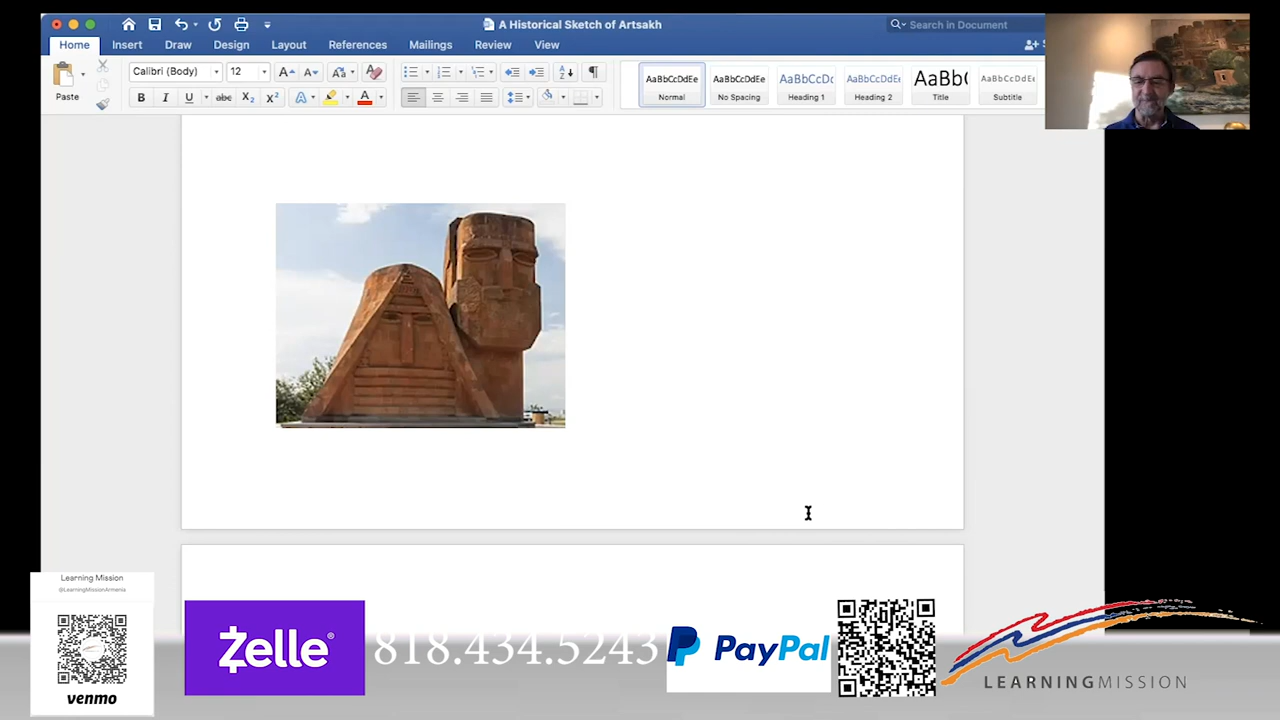 A Historical Sketch of Artsakh
Search in Document
Home Insert Draw Design Layout References Mailings Review View
Paste
Calibri (Body) 12
AaBbCcDdEe AaBbCcDdEe AaBbCcDc AaBbCcDdEe AaBb( AaBbCcDdEe
Normal No Spacing Heading 1 Heading 2 Title Subtitle
Learning Mission
@LearningMissionArmenia
venmo
Zelle®
818.434.5243
PayPal
LEARNINGMISSION